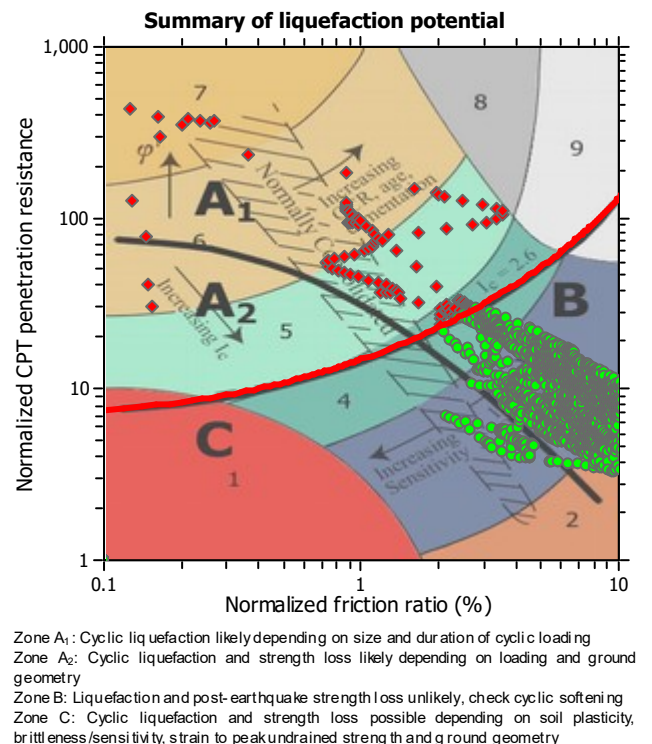 Summary of liquefaction potential
1,000
7
8
9
φ'
Increasing
OCR, age,
cementation
Normally Consolidated
A1
100
6
A2
Increasing Ic
Ic = 2.6
B
5
10
4
C
1
Increasing
Sensitivity
2
1
0.1
1
10
Normalized CPT penetration resistance
Normalized friction ratio (%)
Zone A1: Cyclic liquefaction likely depending on size and duration of cyclic loading
Zone A2: Cyclic liquefaction and strength loss likely depending on loading and ground
geometry
Zone B: Liquefaction and post-earthquake strength loss unlikely, check cyclic softening
Zone C: Cyclic liquefaction and strength loss possible depending on soil plasticity,
brittleness/sensitivity, strain to peak undrained strength and ground geometry